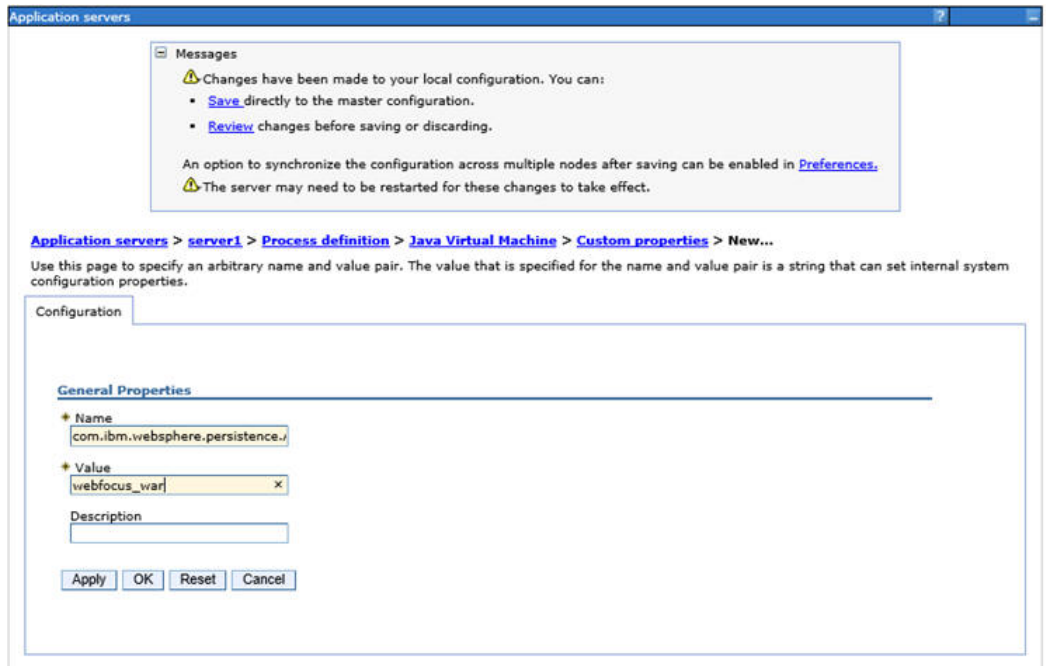 Application servers
?
Messages
Changes have been made to your local configuration. You can:
Save directly to the master configuration.
Review changes before saving or discarding.
An option to synchronize the configuration across multiple nodes after saving can be enabled in Preferences.
The server may need to be restarted for these changes to take effect.
Application servers > server1 > Process definition > Java Virtual Machine > Custom properties > New...
Use this page to specify an arbitrary name and value pair. The value that is specified for the name and value pair is a string that can set internal system
configuration properties.
Configuration
General Properties
Name
com.ibm.websphere.persistence.
Value
webfocus_war
Description
Apply OK Reset Cancel